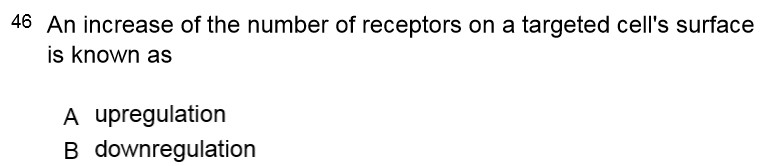 46 An increase of the number of receptors on a targeted cell's surface
is known as
A upregulation
B downregulation